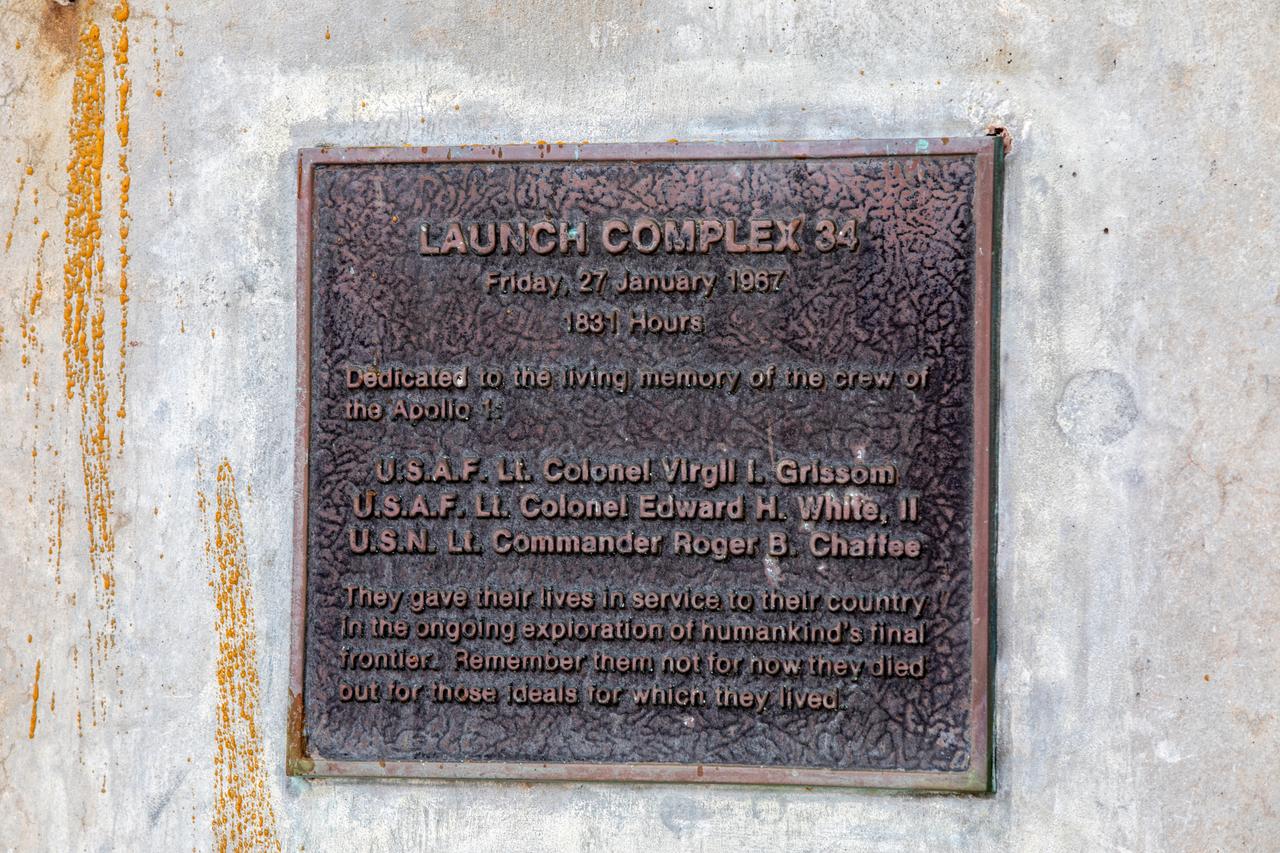 LAUNCH COMPLEX 34
Friday, 27 January 1967
1831 Hours
Dedicated to the living memory of the crew of
the Apollo 1:
U.S.A.F. Lt. Colonel Virgil I. Grissom
U.S.A.F. Lt. Colonel Edward H. White, II
U.S.N. Lt. Commander Roger B. Chaffee
They gave their lives in service to their country
in the ongoing exploration of humankind's final
frontier. Remember them not for how they died
but for those ideals for which they lived.